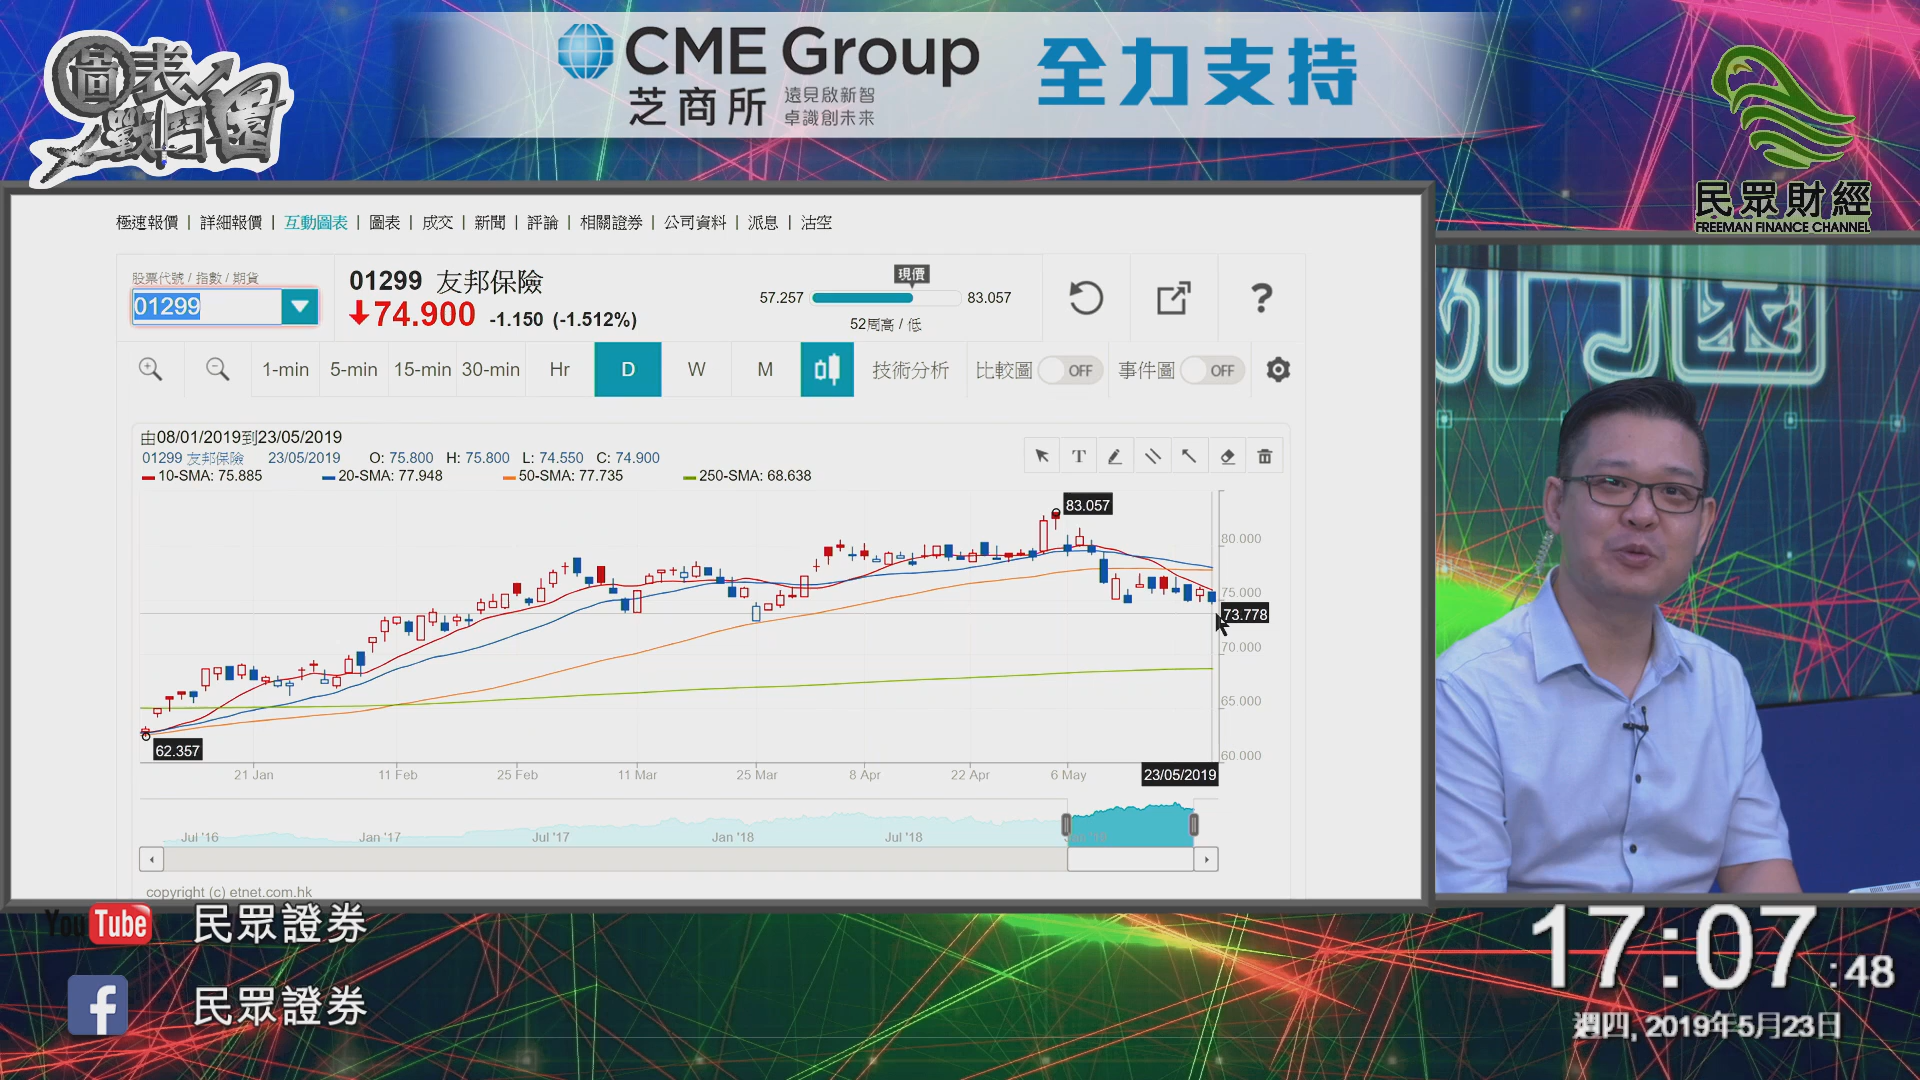 圖表戰鬥園
CME Group
芝商所 遠見啟新智
卓識創未來
全力支持
民眾財經
FREEMAN FINANCE CHANNEL
極速報價 | 詳細報價 | 互動圖表 | 圖表 | 成交 | 新聞 | 評論 | 相關證券 | 公司資料 | 派息 | 沽空
股票代號 / 指數 / 期貨
01299
01299 友邦保險
74.900 -1.150 (-1.512%)
現價
57.257 83.057
52周高 / 低
?
1-min 5-min 15-min 30-min Hr D W M 技術分析 比較圖 OFF 事件圖 OFF
由08/01/2019到23/05/2019
01299 友邦保險 23/05/2019 O: 75.800 H: 75.800 L: 74.550 C: 74.900
10-SMA: 75.885 20-SMA: 77.948 50-SMA: 77.735 250-SMA: 68.638
T
83.057
80.000
75.000
73.778
70.000
65.000
60.000
62.357
21 Jan 11 Feb 25 Feb 11 Mar 25 Mar 8 Apr 22 Apr 6 May 23/05/2019
Jul '16 Jan '17 Jul '17 Jan '18 Jul '18
copyright (c) etnet.com.hk
YouTube 民眾證券
f 民眾證券
17:07:48
週四, 2019年5月23日